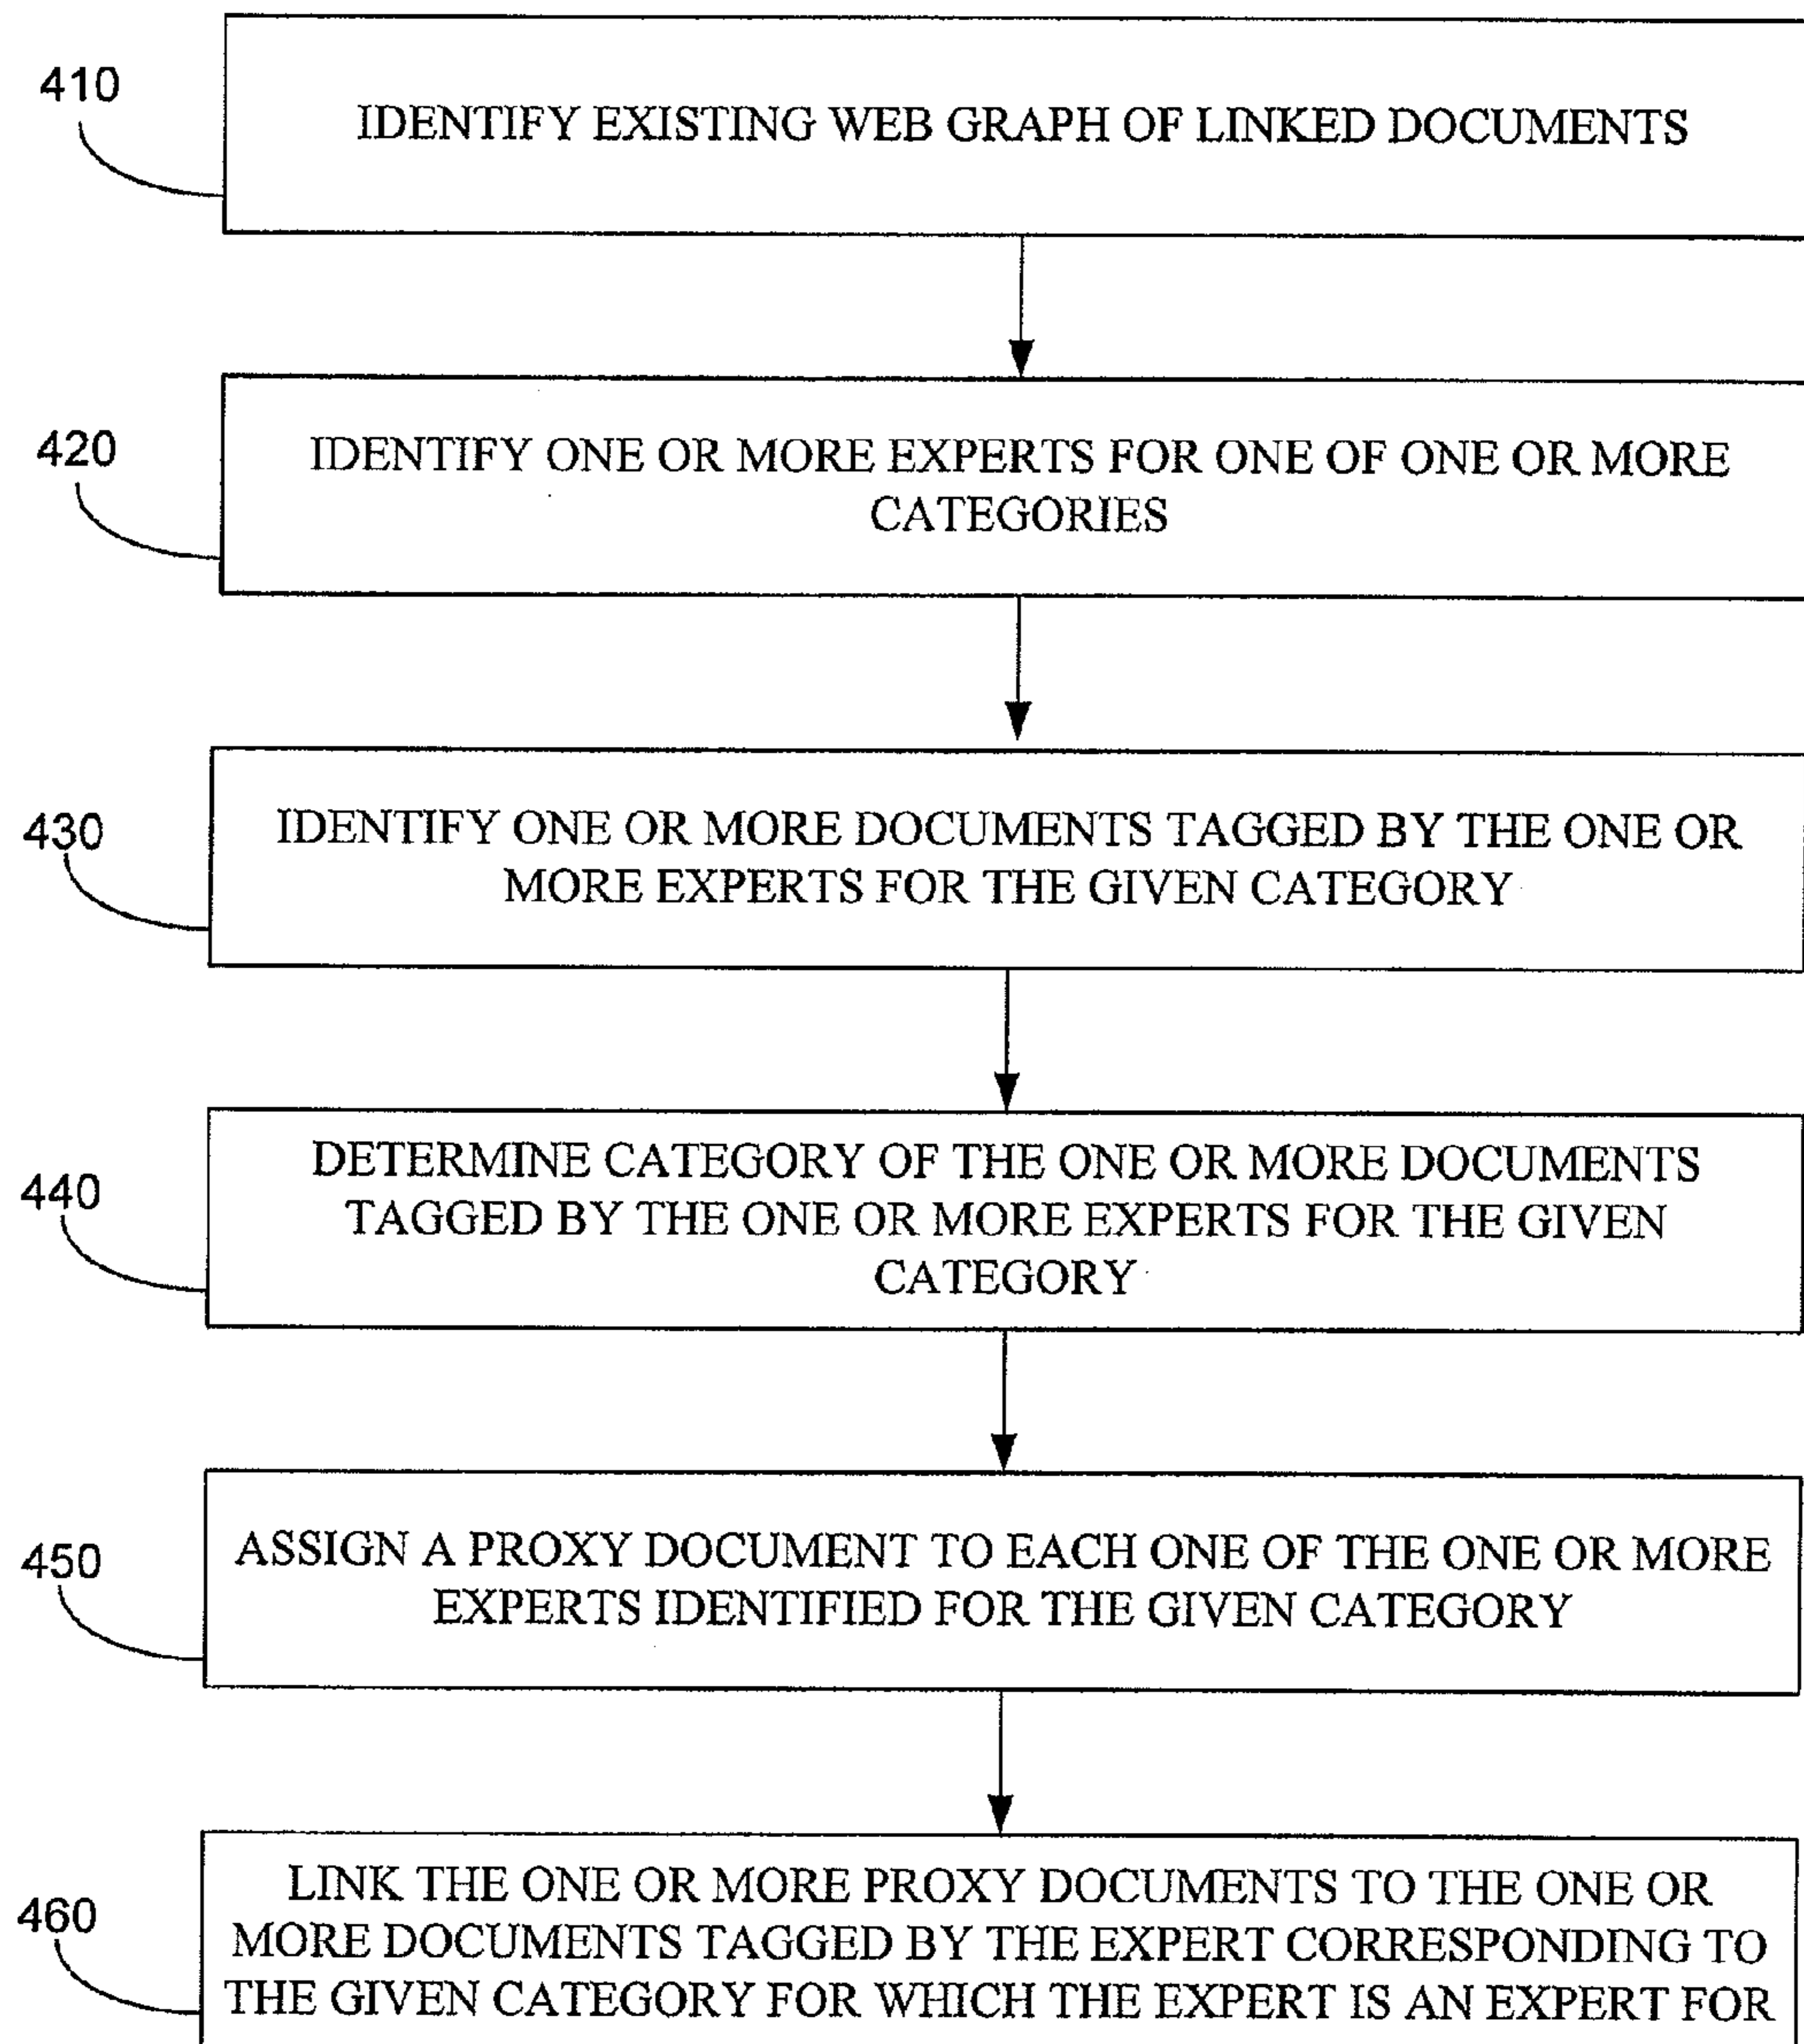 410
IDENTIFY EXISTING WEB GRAPH OF LINKED DOCUMENTS
420
IDENTIFY ONE OR MORE EXPERTS FOR ONE OF ONE OR MORE
CATEGORIES
430
IDENTIFY ONE OR MORE DOCUMENTS TAGGED BY THE ONE OR
MORE EXPERTS FOR THE GIVEN CATEGORY
440
DETERMINE CATEGORY OF THE ONE OR MORE DOCUMENTS
TAGGED BY THE ONE OR MORE EXPERTS FOR THE GIVEN
CATEGORY
450
ASSIGN A PROXY DOCUMENT TO EACH ONE OF THE ONE OR MORE
EXPERTS IDENTIFIED FOR THE GIVEN CATEGORY
460
LINK THE ONE OR MORE PROXY DOCUMENTS TO THE ONE OR
MORE DOCUMENTS TAGGED BY THE EXPERT CORRESPONDING TO
THE GIVEN CATEGORY FOR WHICH THE EXPERT IS AN EXPERT FOR